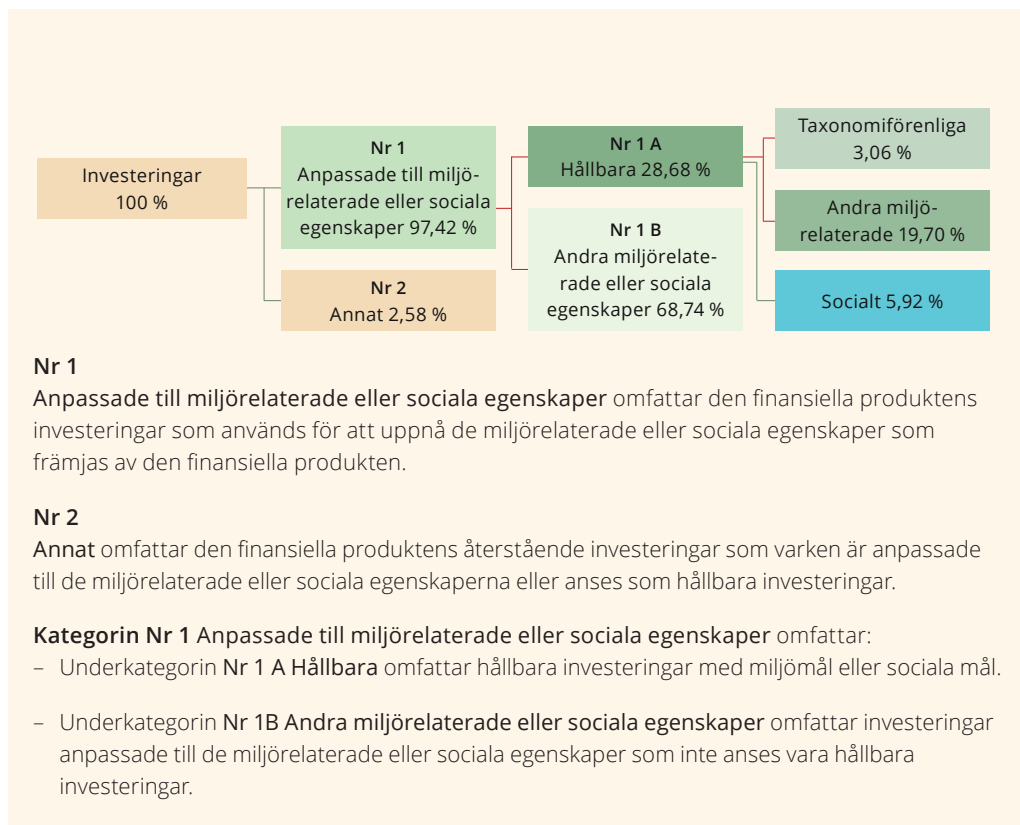 Investeringar
100 %
Nr 1
Anpassade till miljö-
relaterade eller sociala
egenskaper 97,42 %
Nr 2
Annat 2,58 %
Nr 1 A
Hållbara 28,68 %
Nr 1 B
Andra miljörelate-
rade eller sociala
egenskaper 68,74 %
Taxonomiförenliga
3,06 %
Andra miljö-
relaterade 19,70 %
Socialt 5,92 %
Nr 1
Anpassade till miljörelaterade eller sociala egenskaper omfattar den finansiella produktens
investeringar som används för att uppnå de miljörelaterade eller sociala egenskaper som
främjas av den finansiella produkten.
Nr 2
Annat omfattar den finansiella produktens återstående investeringar som varken är anpassade
till de miljörelaterade eller sociala egenskaperna eller anses som hållbara investeringar.
Kategorin Nr 1 Anpassade till miljörelaterade eller sociala egenskaper omfattar:
– Underkategorin Nr 1 A Hållbara omfattar hållbara investeringar med miljömål eller sociala mål.
– Underkategorin Nr 1B Andra miljörelaterade eller sociala egenskaper omfattar investeringar
anpassade till de miljörelaterade eller sociala egenskaper som inte anses vara hållbara
investeringar.